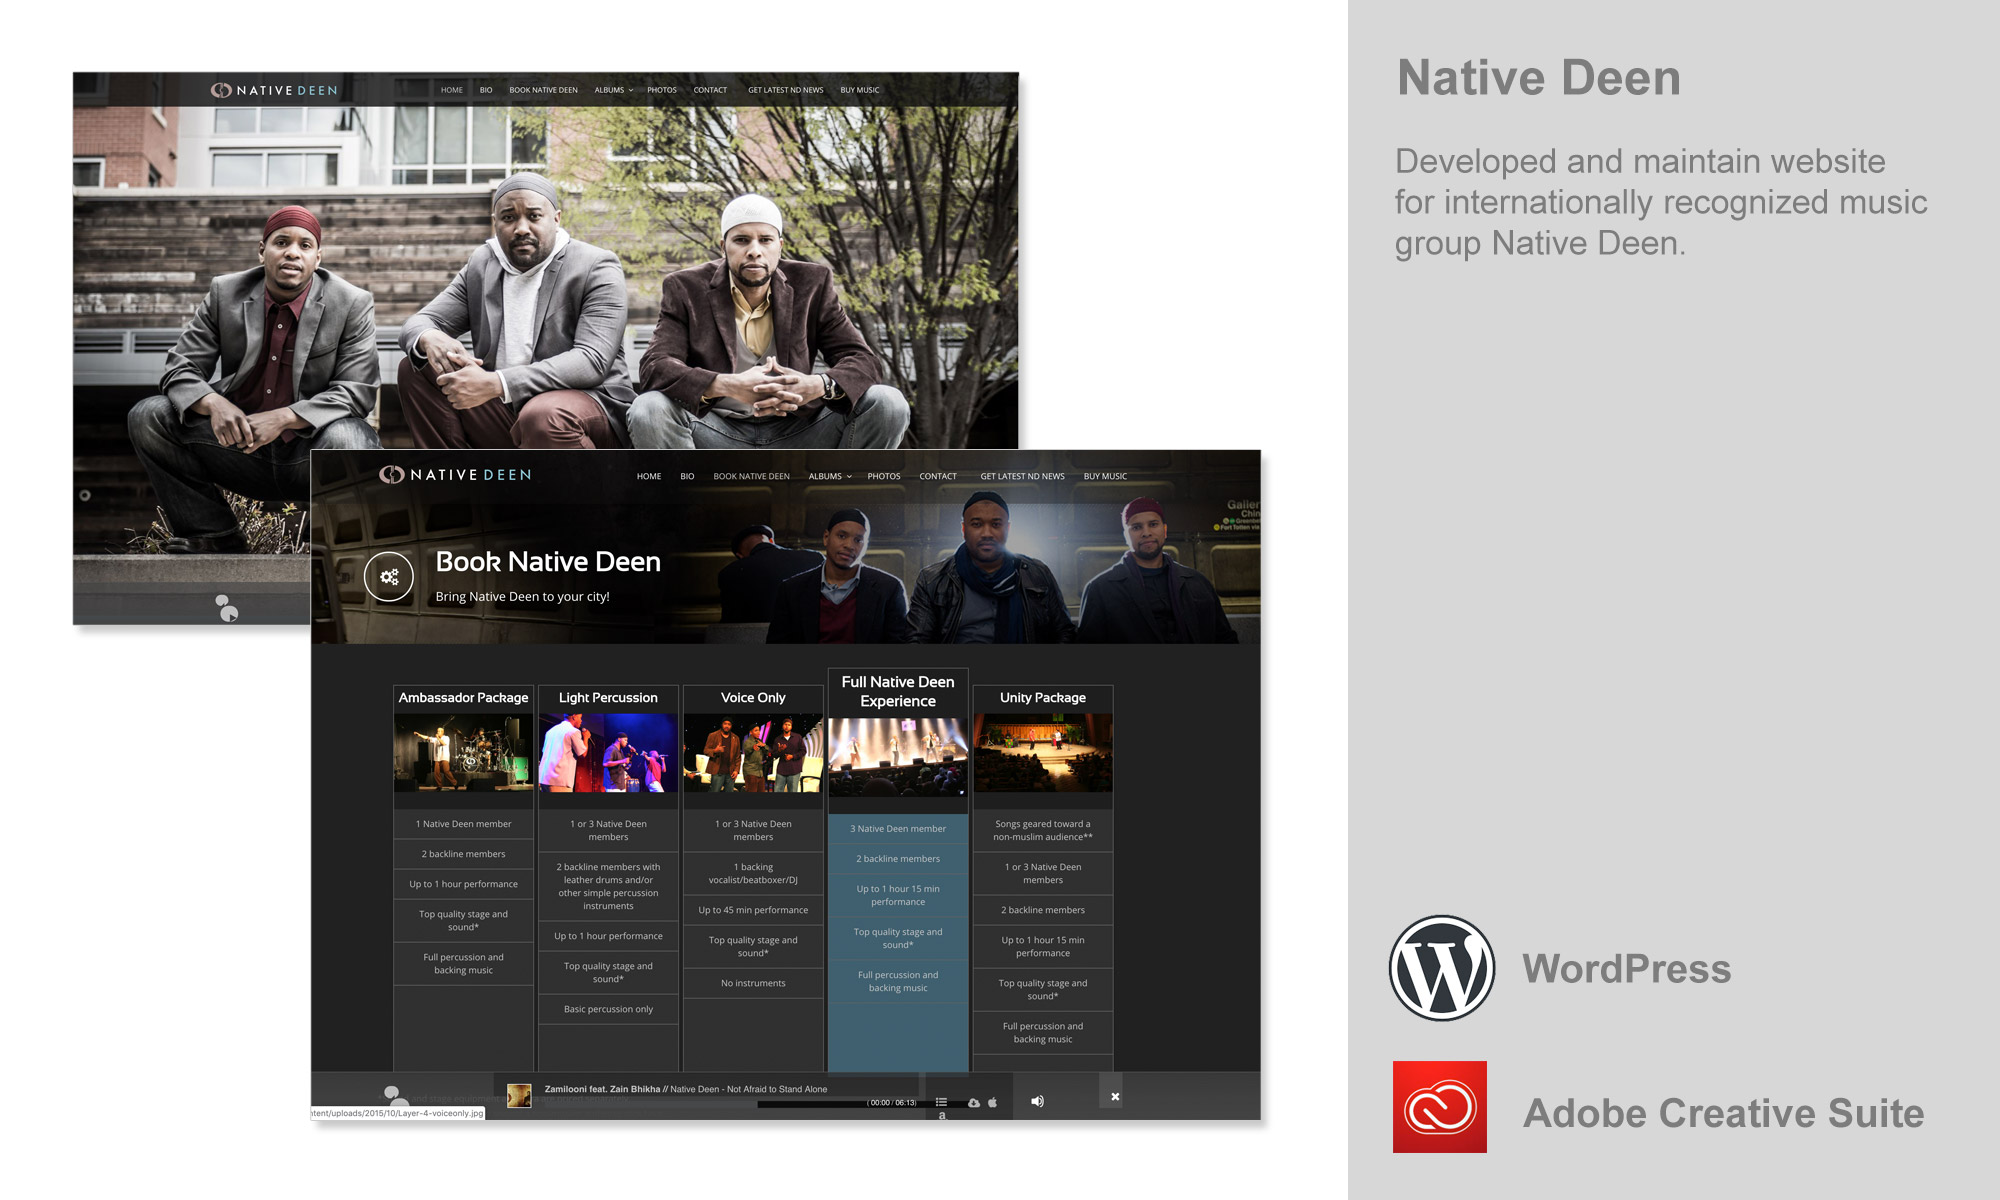 NATIVE DEEN
HOME BIO BOOK NATIVE DEEN ALBUMS PHOTOS CONTACT GET LATEST ND NEWS BUY MUSIC
NATIVE DEEN
HOME BIO BOOK NATIVE DEEN ALBUMS PHOTOS CONTACT GET LATEST ND NEWS BUY MUSIC
Book Native Deen
Bring Native Deen to your city!
Ambassador Package
1 Native Deen member
2 backline members
Up to 1 hour performance
Top quality stage and
sound*
Full percussion and
backing music
Light Percussion
1 or 3 Native Deen
members
2 backline members with
leather drums and/or
other simple percussion
instruments
Up to 1 hour performance
Top quality stage and
sound*
Basic percussion only
Voice Only
1 or 3 Native Deen
members
1 backing
vocalist/beatboxer/DJ
Up to 45 min performance
Top quality stage and
sound*
No instruments
Full Native Deen
Experience
3 Native Deen member
2 backline members
Up to 1 hour 15 min
performance
Top quality stage and
sound*
Full percussion and
backing music
Unity Package
Songs geared toward a
non-muslim audience**
1 or 3 Native Deen
members
2 backline members
Up to 1 hour 15 min
performance
Top quality stage and
sound*
Full percussion and
backing music
Zamilooni feat. Zain Bhikha // Native Deen - Not Afraid to Stand Alone
( 00:00 / 06:13)
ntent/uploads/2015/10/Layer-4-voiceonly.jpg
Native Deen
Developed and maintain website
for internationally recognized music
group Native Deen.
WordPress
Adobe Creative Suite